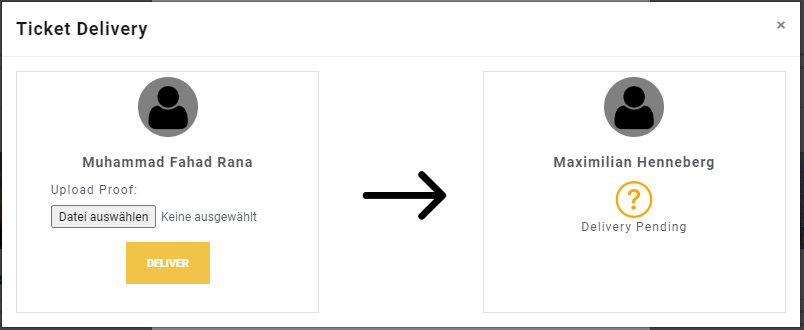 Ticket Delivery
×
Muhammad Fahad Rana
Upload Proof:
Datei auswählen Keine ausgewählt
DELIVER
Maximilian Henneberg
?
Delivery Pending